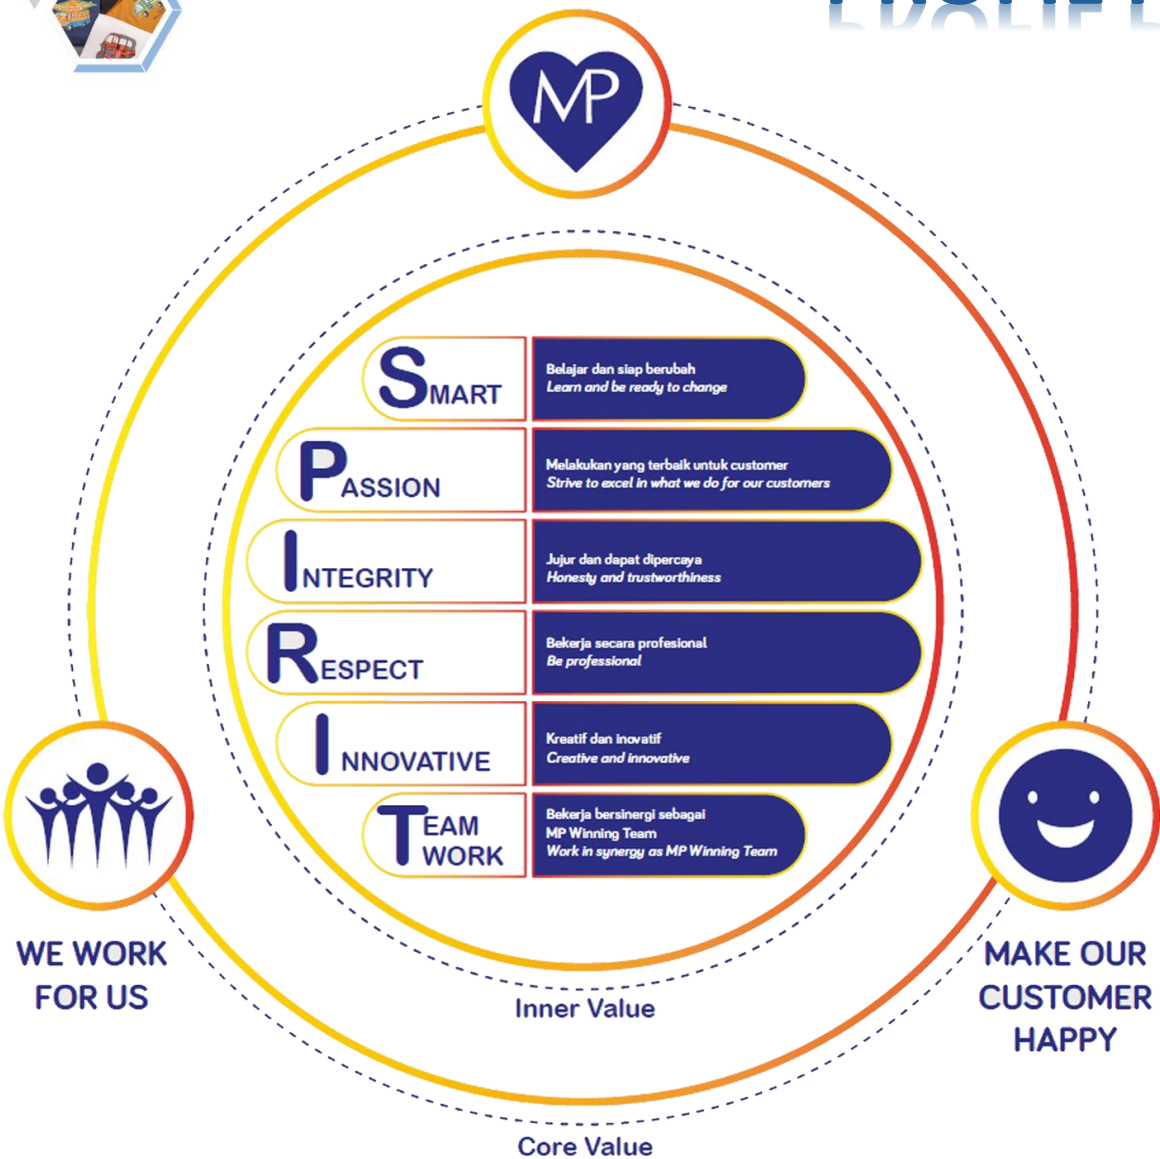 MP
SMART
Belajar dan siap berubah
Learn and be ready to change
PASSION
Melakukan yang terbaik untuk customer
Strive to excel in what we do for our customers
INTEGRITY
Jujur dan dapat dipercaya
Honesty and trustworthiness
RESPECT
Bekerja secara profesional
Be professional
INNOVATIVE
Kreatif dan inovatif
Creative and innovative
TEAM
WORK
Bekerja bersinergi sebagai
MP Winning Team
Work in synergy as MP Winning Team
WE WORK
FOR US
MAKE OUR
CUSTOMER
HAPPY
Inner Value
Core Value